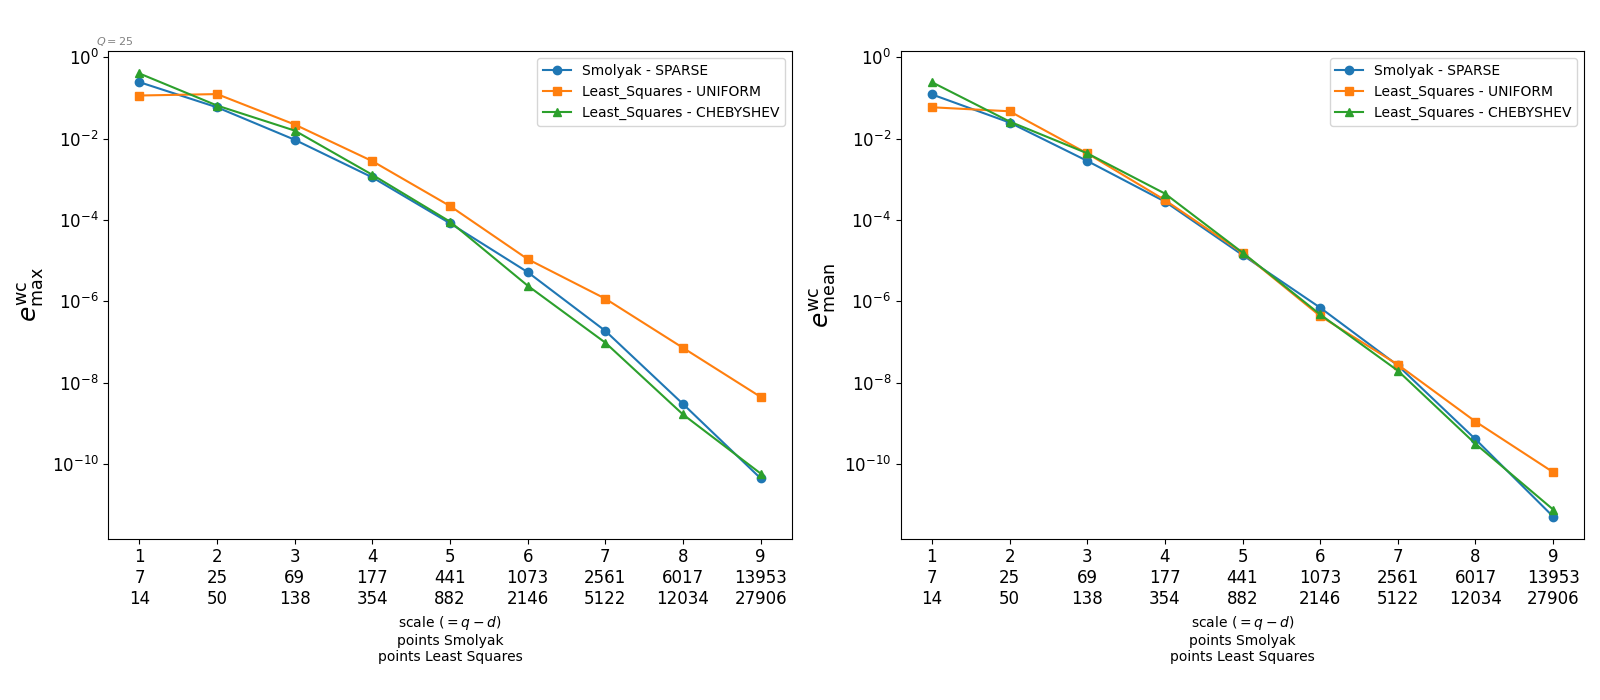 Q = 25
10^0
10^−2
10^−4
10^−6
10^−8
10^−10
e^wc_max
Smolyak - SPARSE
Least_Squares - UNIFORM
Least_Squares - CHEBYSHEV
1 2 3 4 5 6 7 8 9
7 25 69 177 441 1073 2561 6017 13953
14 50 138 354 882 2146 5122 12034 27906
scale (= q − d)
points Smolyak
points Least Squares
10^0
10^−2
10^−4
10^−6
10^−8
10^−10
e^wc_mean
Smolyak - SPARSE
Least_Squares - UNIFORM
Least_Squares - CHEBYSHEV
1 2 3 4 5 6 7 8 9
7 25 69 177 441 1073 2561 6017 13953
14 50 138 354 882 2146 5122 12034 27906
scale (= q − d)
points Smolyak
points Least Squares